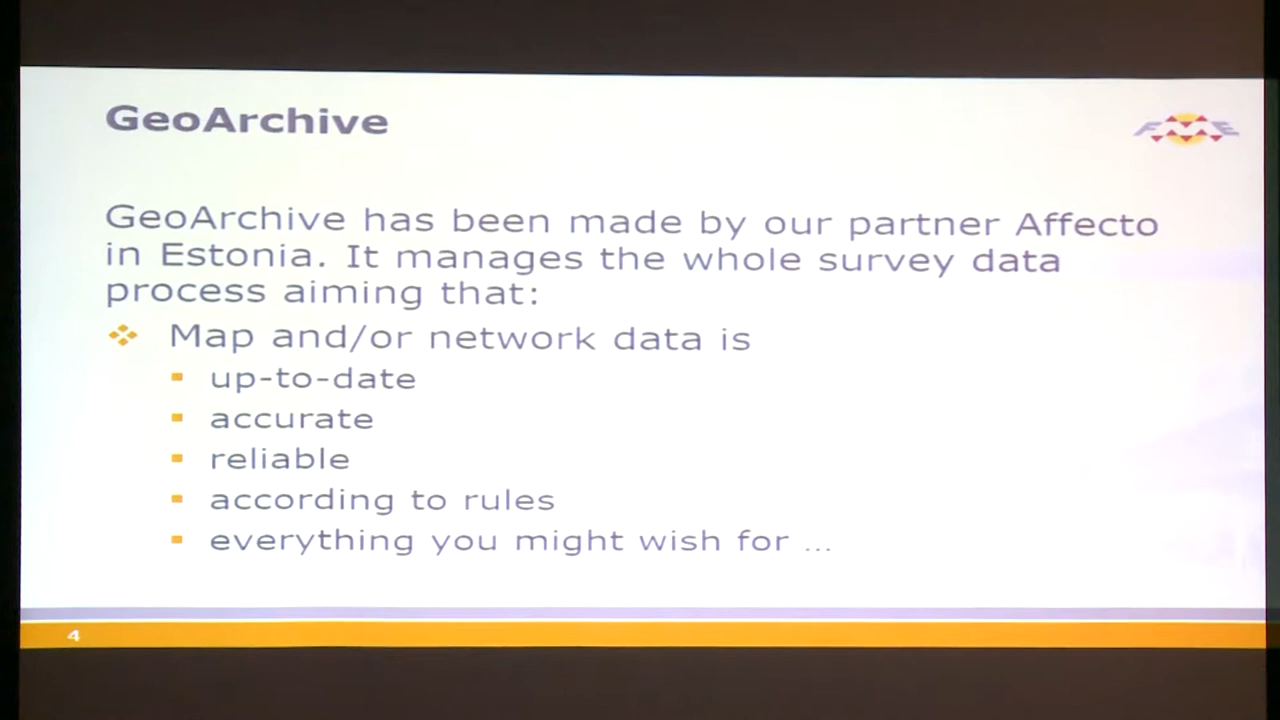 GeoArchive
FME
GeoArchive has been made by our partner Affecto
in Estonia. It manages the whole survey data
process aiming that:
Map and/or network data is
up-to-date
accurate
reliable
according to rules
everything you might wish for ...
4